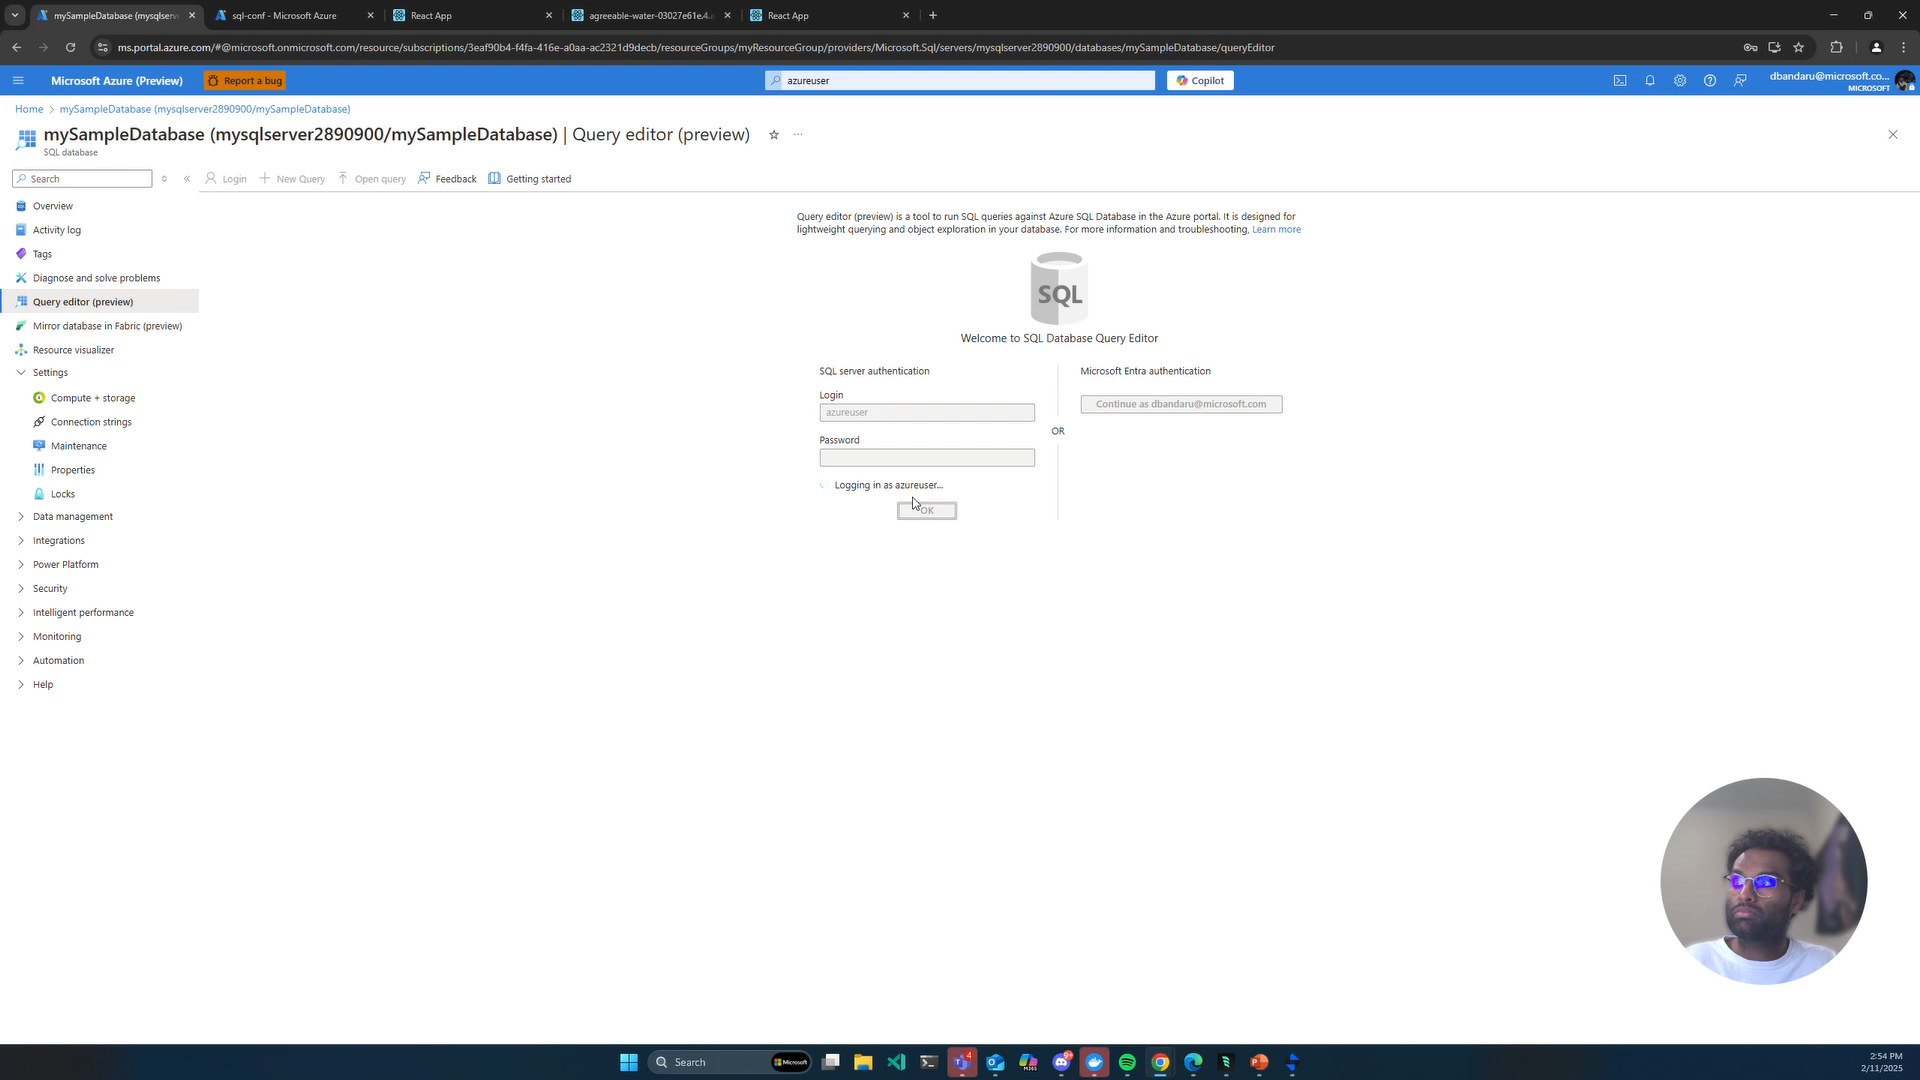 mySampleDatabase (mysqlserver
sql-conf - Microsoft Azure
React App
agreeable-water-03027e61e.4.a
React App
ms.portal.azure.com/#@microsoft.onmicrosoft.com/resource/subscriptions/3eaf90b4-f4fa-416e-a0aa-ac2321d9decb/resourceGroups/myResourceGroup/providers/Microsoft.Sql/servers/mysqlserver2890900/databases/mySampleDatabase/queryEditor
Microsoft Azure (Preview)
Report a bug
azureuser
Copilot
dbandaru@microsoft.co...
MICROSOFT
Home > mySampleDatabase (mysqlserver2890900/mySampleDatabase)
mySampleDatabase (mysqlserver2890900/mySampleDatabase) | Query editor (preview)
SQL database
Search
Login
New Query
Open query
Feedback
Getting started
Overview
Activity log
Tags
Diagnose and solve problems
Query editor (preview)
Mirror database in Fabric (preview)
Resource visualizer
Settings
Compute + storage
Connection strings
Maintenance
Properties
Locks
Data management
Integrations
Power Platform
Security
Intelligent performance
Monitoring
Automation
Help
Query editor (preview) is a tool to run SQL queries against Azure SQL Database in the Azure portal. It is designed for
lightweight querying and object exploration in your database. For more information and troubleshooting, Learn more
SQL
Welcome to SQL Database Query Editor
SQL server authentication
Login
azureuser
Password
Logging in as azureuser...
OK
OR
Microsoft Entra authentication
Continue as dbandaru@microsoft.com
Search
Microsoft
4
9+
M365
2:54 PM
2/11/2025